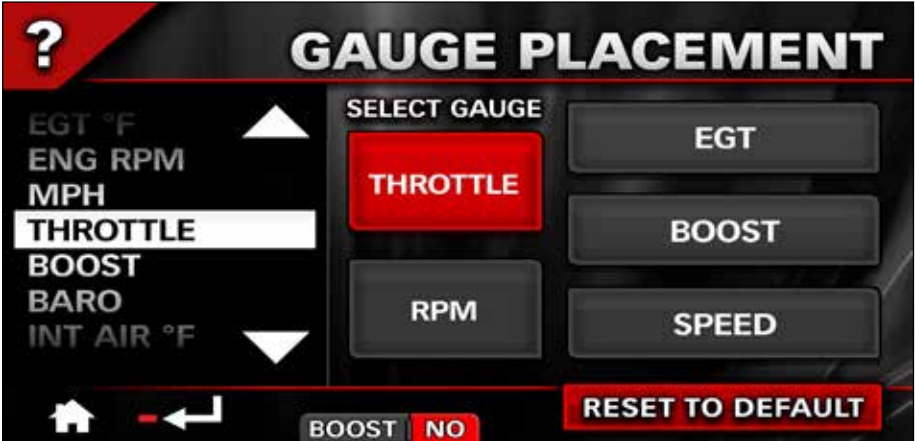 ?
GAUGE PLACEMENT
EGT °F
ENG RPM
MPH
THROTTLE
BOOST
BARO
INT AIR °F
SELECT GAUGE
THROTTLE
RPM
EGT
BOOST
SPEED
BOOST NO
RESET TO DEFAULT